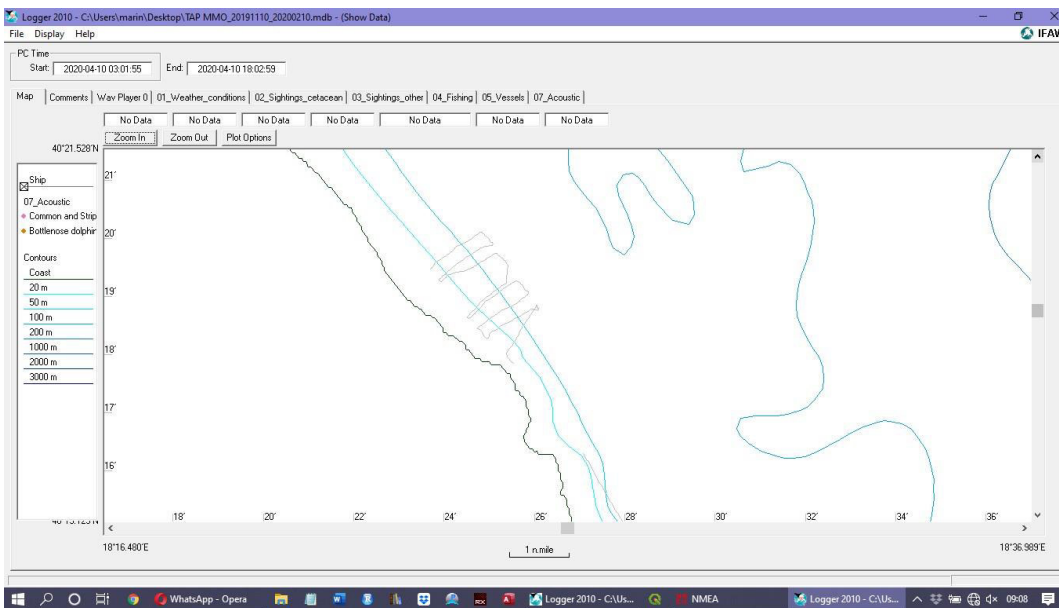 Logger 2010 - C:\Users\marin\Desktop\TAP MMO_20191110_20200210.mdb - (Show Data)
File Display Help
IFAW
PC Time
Start: 2020-04-10 03:01:55 End: 2020-04-10 18:02:59
Map Comments Wav Player 0 01_Weather_conditions 02_Sightings_cetacean 03_Sightings_other 04_Fishing 05_Vessels 07_Acoustic
No Data No Data No Data No Data No Data No Data No Data
Zoom In Zoom Out Plot Options
40°21.528'N
Ship
07_Acoustic
Common and Strip
Bottlenose dolphin
Contours
Coast
20 m
50 m
100 m
200 m
1000 m
2000 m
3000 m
21'
20'
19'
18'
17'
16'
18' 20' 22' 24' 26' 28' 30' 32' 34' 36'
18°16.480'E 1 n.mile 18°36.989'E
WhatsApp - Opera Logger 2010 - C:\Us... NMEA Logger 2010 - C:\Us... 09:08